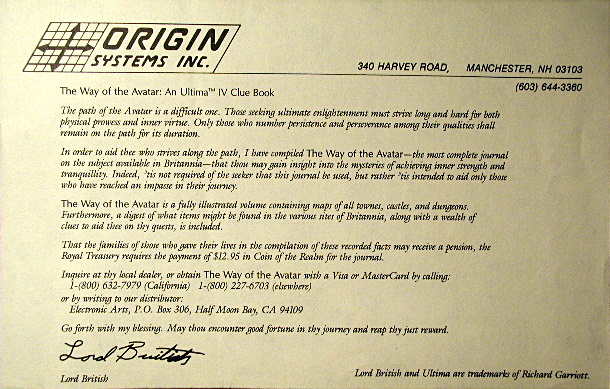 ORIGIN
SYSTEMS INC.
340 HARVEY ROAD, MANCHESTER, NH 03103
(603) 644-3360
The Way of the Avatar: An Ultima™ IV Clue Book
The path of the Avatar is a difficult one. Those seeking ultimate enlightenment must strive long and hard for both
physical prowess and inner virtue. Only those who number persistence and perseverance among their qualities shall
remain on the path for its duration.
In order to aid thee who strives along the path, I have compiled The Way of the Avatar—the most complete journal
on the subject available in Britannia—that thou may gain insight into the mysteries of achieving inner strength and
tranquillity. Indeed, 'tis not required of the seeker that this journal be used, but rather 'tis intended to aid only those
who have reached an impasse in their journey.
The Way of the Avatar is a fully illustrated volume containing maps of all townes, castles, and dungeons.
Furthermore, a digest of what items might be found in the various sites of Britannia, along with a wealth of
clues to aid thee on thy quests, is included.
That the families of those who gave their lives in the compilation of these recorded facts may receive a pension, the
Royal Treasury requires the payment of $12.95 in Coin of the Realm for the journal.
Inquire at thy local dealer, or obtain The Way of the Avatar with a Visa or MasterCard by calling:
1-(800) 632-7979 (California) 1-(800) 227-6703 (elsewhere)
or by writing to our distributor:
Electronic Arts, P.O. Box 306, Half Moon Bay, CA 94109
Go forth with my blessing. May thou encounter good fortune in thy journey and reap thy just reward.
Lord British
Lord British
Lord British and Ultima are trademarks of Richard Garriott.